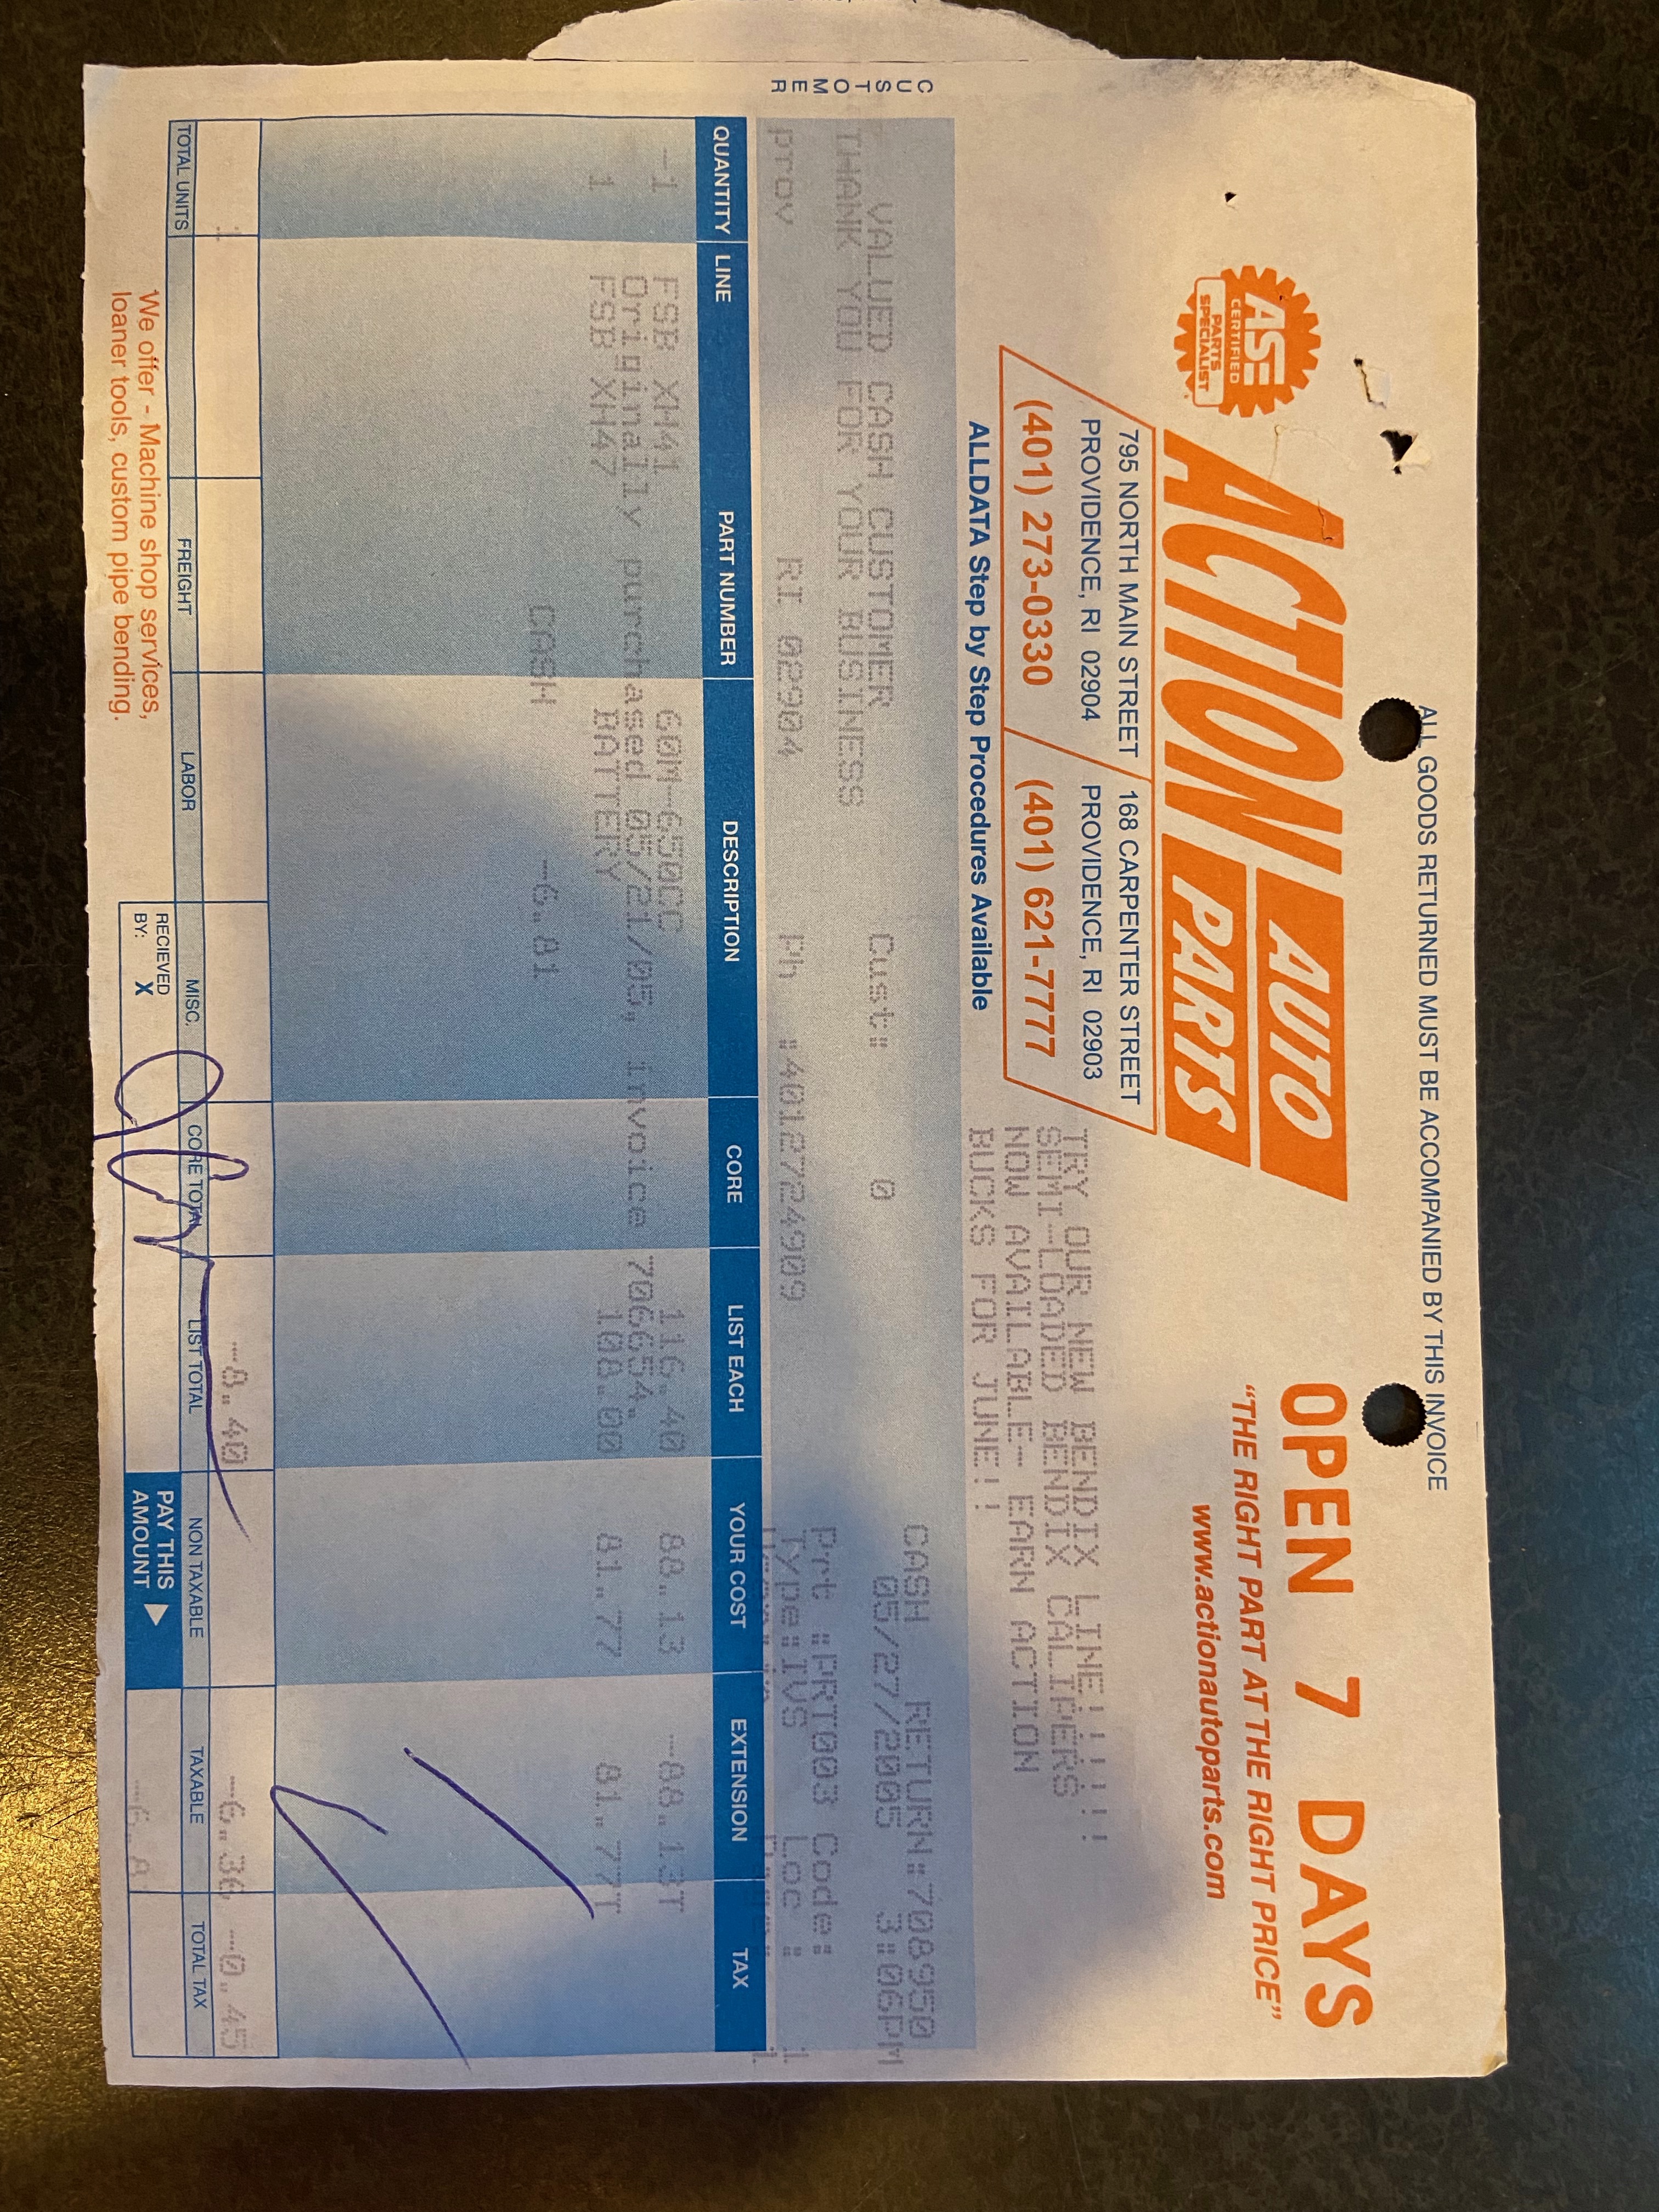 ALL GOODS RETURNED MUST BE ACCOMPANIED BY THIS INVOICE
ASE
CERTIFIED
PARTS
SPECIALIST
ACTION AUTO PARTS
OPEN 7 DAYS
"THE RIGHT PART AT THE RIGHT PRICE"
www.actionautoparts.com
795 NORTH MAIN STREET
PROVIDENCE, RI 02904
(401) 273-0330
168 CARPENTER STREET
PROVIDENCE, RI 02903
(401) 621-7777
ALLDATA Step by Step Procedures Available
TRY OUR NEW BENDIX LINE!!!!!!
SEMI-LOADED BENDIX CALIPERS
NOW AVAILABLE- EARN ACTION
BUCKS FOR JUNE!!
CUSTOMER
CASH RETURN:708950
VALUED CASH CUSTOMER Cust: 0 05/27/2005 3:06PM
THANK YOU FOR YOUR BUSINESS Prt :PRT003 Code:
prov RI 02904 Ph :4012724909 Type:IVS Loc : 1
QUANTITY LINE PART NUMBER DESCRIPTION CORE LIST EACH YOUR COST EXTENSION TAX
-1 FSB XH41 60M-650CC 116.40 88.13 -88.13T
Originally purchased 05/21/05, invoice 706654.
1 FSB XH47 BATTERY 108.00 81.77 81.77T
CASH -6.81
1 -8.40 -6.36 -0.45
TOTAL UNITS FREIGHT LABOR MISC. CORE TOTAL LIST TOTAL NON TAXABLE TAXABLE TOTAL TAX
We offer - Machine shop services,
loaner tools, custom pipe bending.
RECIEVED
BY: X
PAY THIS
AMOUNT